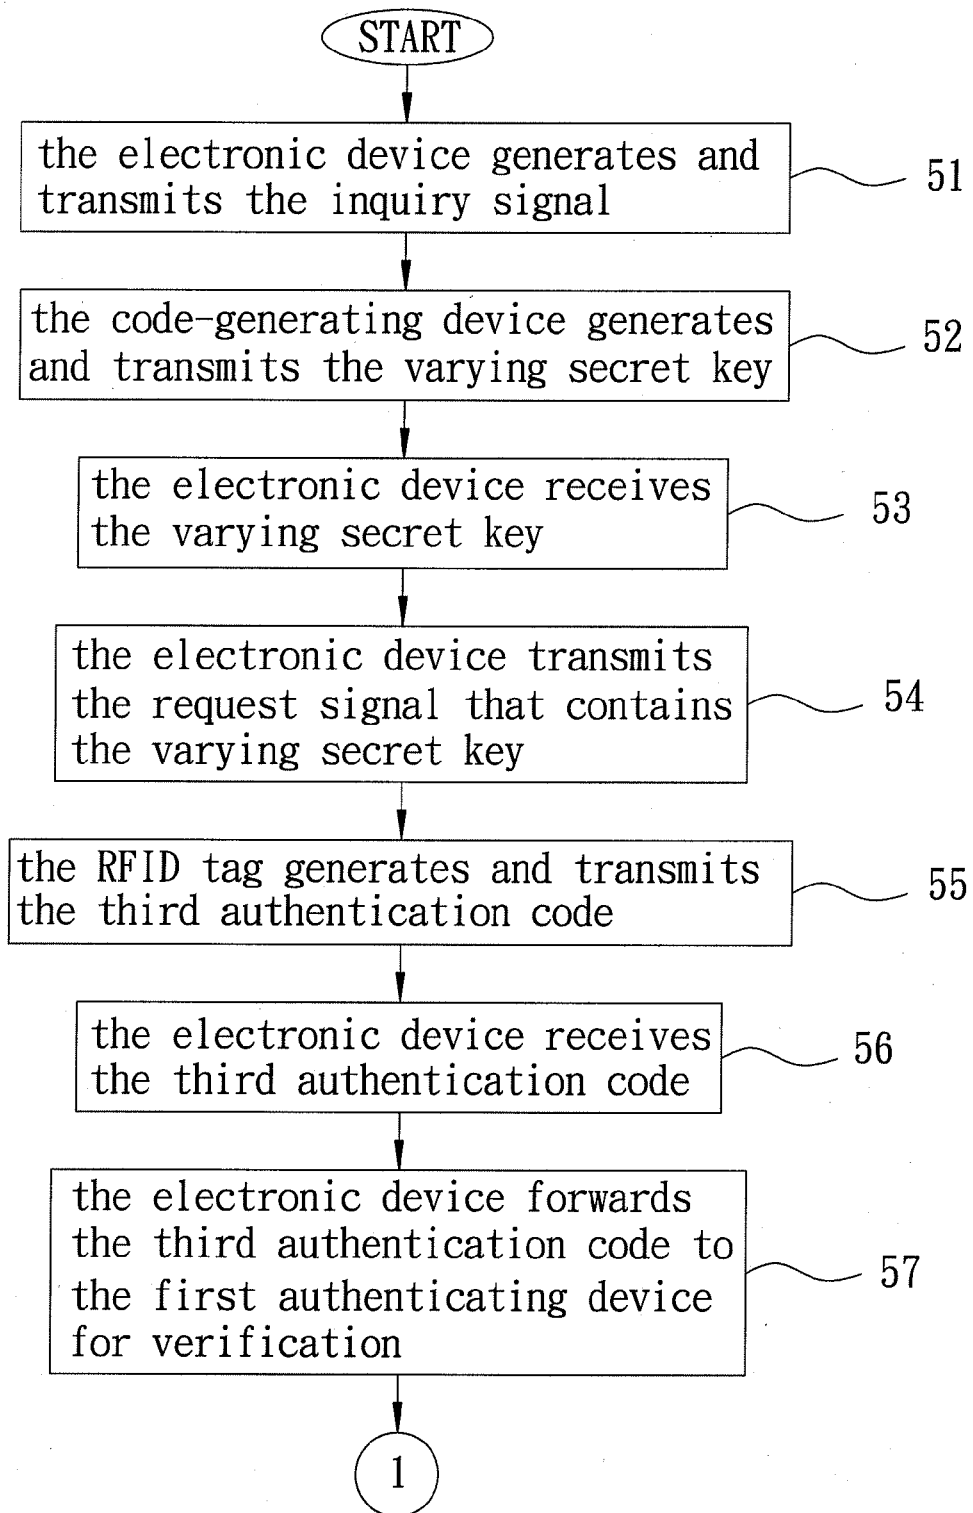 START
the electronic device generates and
transmits the inquiry signal
51
the code-generating device generates
and transmits the varying secret key
52
the electronic device receives
the varying secret key
53
the electronic device transmits
the request signal that contains
the varying secret key
54
the RFID tag generates and transmits
the third authentication code
55
the electronic device receives
the third authentication code
56
the electronic device forwards
the third authentication code to
the first authenticating device
for verification
57
1